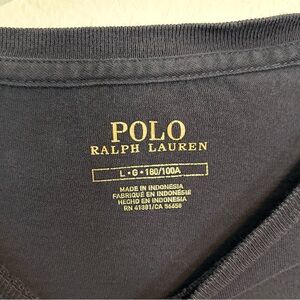 POLO
RALPH LAUREN
L • G • 180/100A
MADE IN INDONESIA
FABRIQUÉ EN INDONÉSIE
HECHO EN INDONESIA
RN 41381/CA 56658